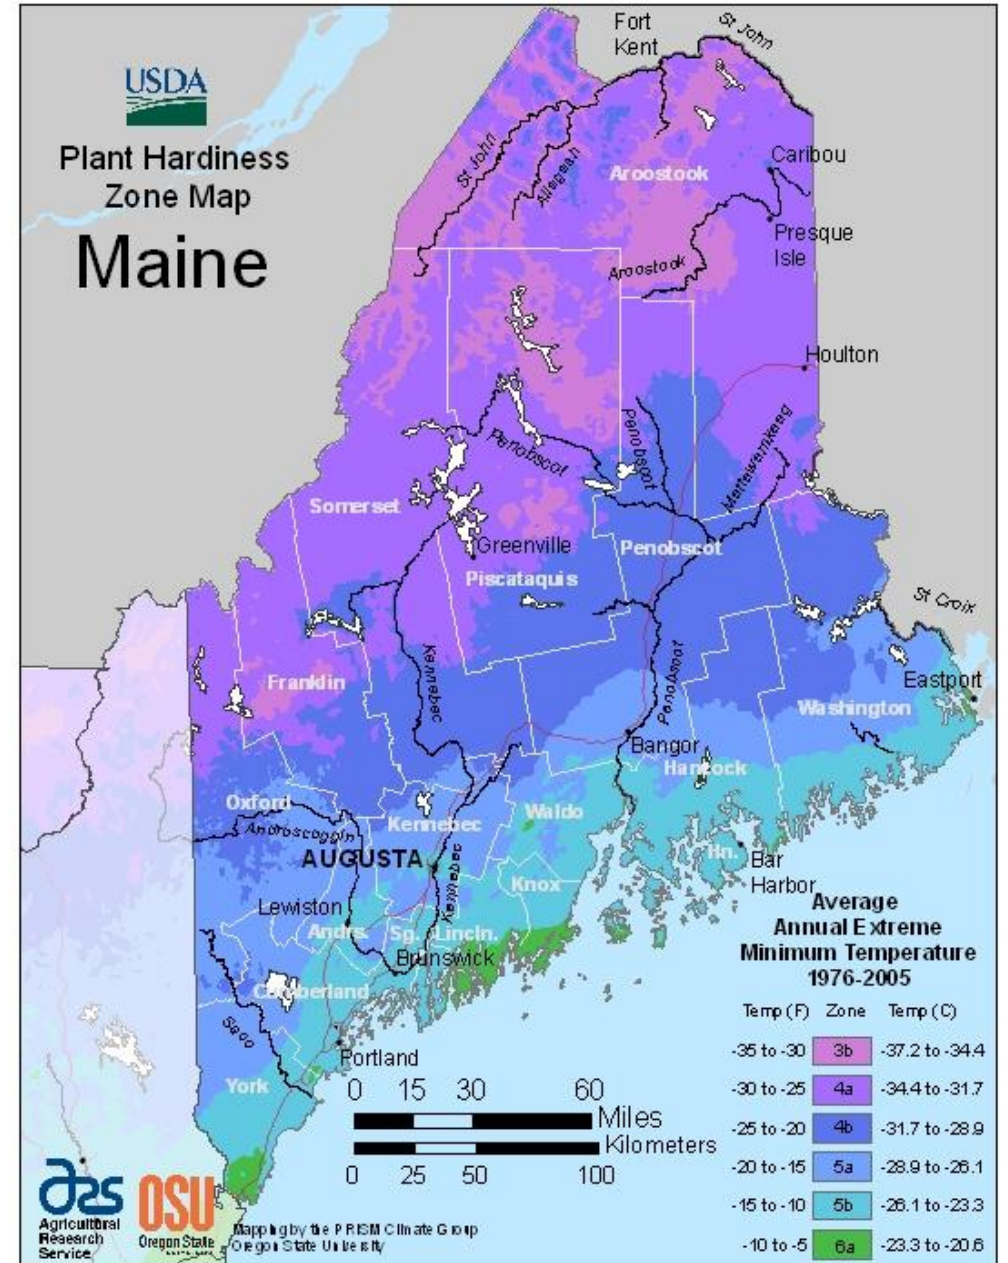 USDA
Plant Hardiness
Zone Map
Maine
Fort
Kent
St John
St John
Allegash
Aroostook
Caribou
Presque
Isle
Aroostook
Houlton
Penobscot
Penobscot
Mattawamkeag
Somerset
Greenville
Piscataquis
Penobscot
St Croix
Kennebec
Penobscot
Franklin
Eastport
Washington
Bangor
Hancock
Oxford
Androscoggin
Kennebec
Waldo
AUGUSTA
Kennebec
Knox
Hn.
Bar
Harbor
Lewiston
Andrs.
Sg.
Lincln.
Brunswick
Cumberland
Saco
Portland
York
0 15 30 60
Miles
Kilometers
0 25 50 100
Average
Annual Extreme
Minimum Temperature
1976-2005
Temp (F) Zone Temp (C)
-35 to -30 3b -37.2 to -34.4
-30 to -25 4a -34.4 to -31.7
-25 to -20 4b -31.7 to -28.9
-20 to -15 5a -28.9 to -26.1
-15 to -10 5b -26.1 to -23.3
-10 to -5 6a -23.3 to -20.6
ars
Agricultural
Research
Service
OSU
Oregon State
Mapping by the PRISM Climate Group
Oregon State University